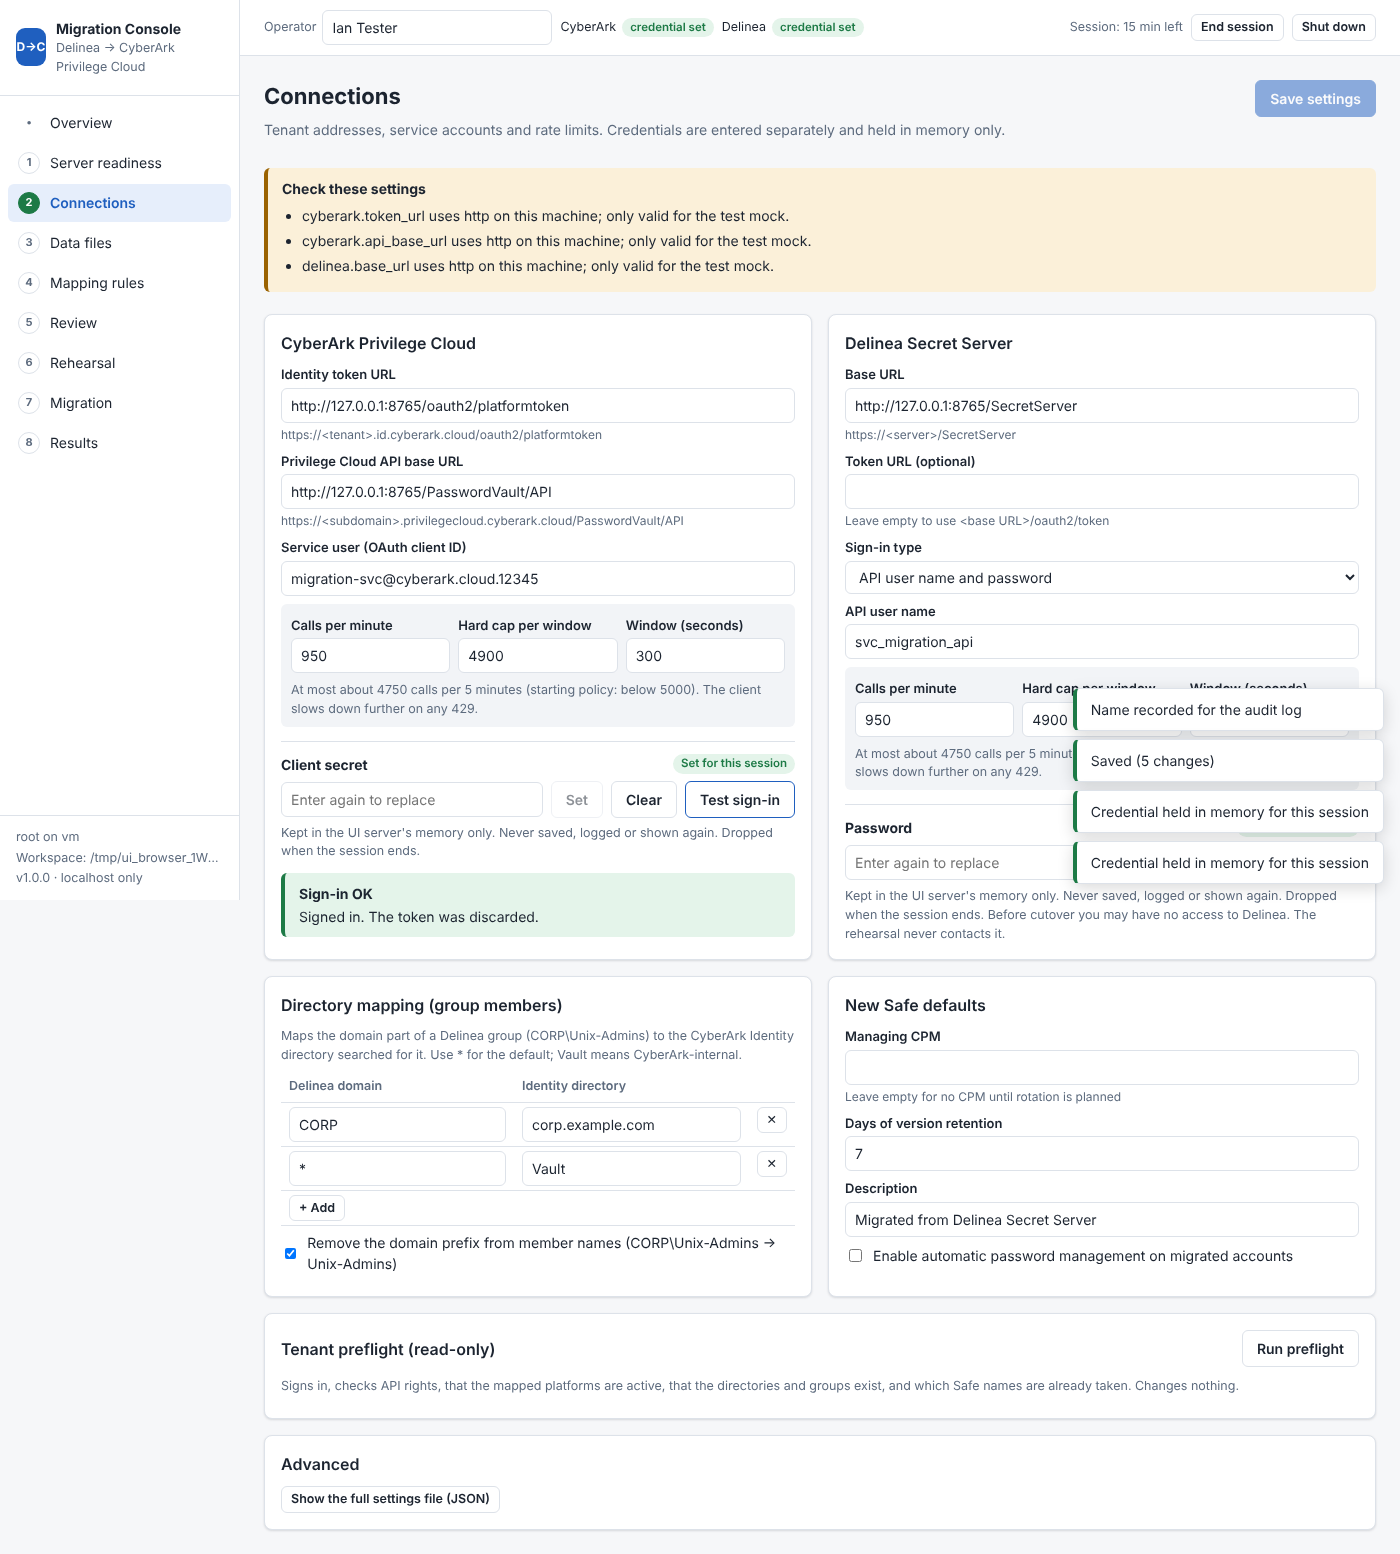 D→C
Migration Console
Delinea → CyberArk
Privilege Cloud
Overview
1 Server readiness
2 Connections
3 Data files
4 Mapping rules
5 Review
6 Rehearsal
7 Migration
8 Results
root on vm
Workspace: /tmp/ui_browser_1W...
v1.0.0 · localhost only
Operator Ian Tester CyberArk credential set Delinea credential set Session: 15 min left End session Shut down
Connections
Save settings
Tenant addresses, service accounts and rate limits. Credentials are entered separately and held in memory only.
Check these settings
• cyberark.token_url uses http on this machine; only valid for the test mock.
• cyberark.api_base_url uses http on this machine; only valid for the test mock.
• delinea.base_url uses http on this machine; only valid for the test mock.
CyberArk Privilege Cloud
Identity token URL
http://127.0.0.1:8765/oauth2/platformtoken
https://<tenant>.id.cyberark.cloud/oauth2/platformtoken
Privilege Cloud API base URL
http://127.0.0.1:8765/PasswordVault/API
https://<subdomain>.privilegecloud.cyberark.cloud/PasswordVault/API
Service user (OAuth client ID)
migration-svc@cyberark.cloud.12345
Calls per minute Hard cap per window Window (seconds)
950 4900 300
At most about 4750 calls per 5 minutes (starting policy: below 5000). The client
slows down further on any 429.
Client secret Set for this session
Enter again to replace Set Clear Test sign-in
Kept in the UI server's memory only. Never saved, logged or shown again. Dropped
when the session ends.
Sign-in OK
Signed in. The token was discarded.
Delinea Secret Server
Base URL
http://127.0.0.1:8765/SecretServer
https://<server>/SecretServer
Token URL (optional)
Leave empty to use <base URL>/oauth2/token
Sign-in type
API user name and password
API user name
svc_migration_api
Calls per minute Hard cap per window Window (seconds)
950 4900
At most about 4750 calls per 5
slows down further on any 429.
Name recorded for the audit log
Saved (5 changes)
Credential held in memory for this session
Credential held in memory for this session
Password
Enter again to replace
Kept in the UI server's memory only. Never saved, logged or shown again. Dropped
when the session ends. Before cutover you may have no access to Delinea. The
rehearsal never contacts it.
Directory mapping (group members)
Maps the domain part of a Delinea group (CORP\Unix-Admins) to the CyberArk Identity
directory searched for it. Use * for the default; Vault means CyberArk-internal.
Delinea domain Identity directory
CORP corp.example.com ×
* Vault ×
+ Add
Remove the domain prefix from member names (CORP\Unix-Admins →
Unix-Admins)
New Safe defaults
Managing CPM
Leave empty for no CPM until rotation is planned
Days of version retention
7
Description
Migrated from Delinea Secret Server
Enable automatic password management on migrated accounts
Tenant preflight (read-only)
Run preflight
Signs in, checks API rights, that the mapped platforms are active, that the directories and groups exist, and which Safe names are already taken. Changes nothing.
Advanced
Show the full settings file (JSON)